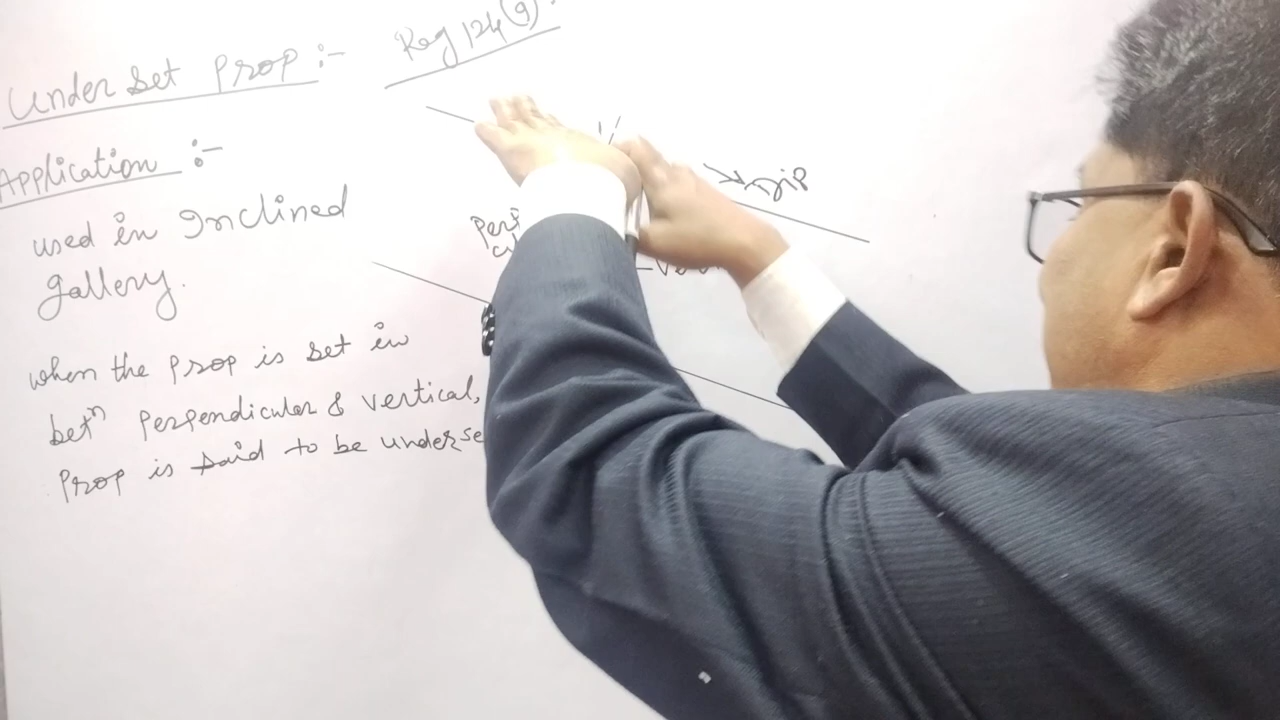 Under set Prop :- Reg 124(9).
Application :-
used in Inclined
gallery.
when the prop is set in
betⁿ perpendicular & vertical,
Prop is said to be underse
Dip